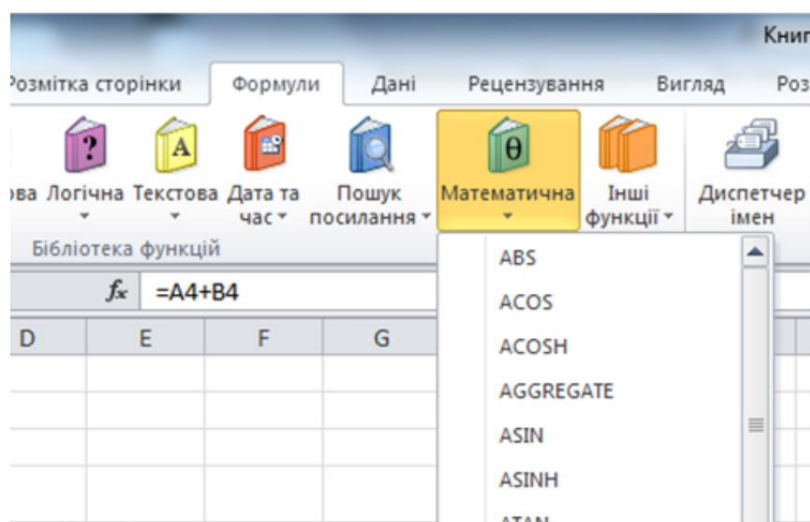 Книг
Розмітка сторінки Формули Дані Рецензування Вигляд Роз
ова Логічна Текстова Дата та час Пошук посилання Математична Інші функції Диспетчер імен
Бібліотека функцій
fx =A4+B4
D E F G
ABS
ACOS
ACOSH
AGGREGATE
ASIN
ASINH
ATAN